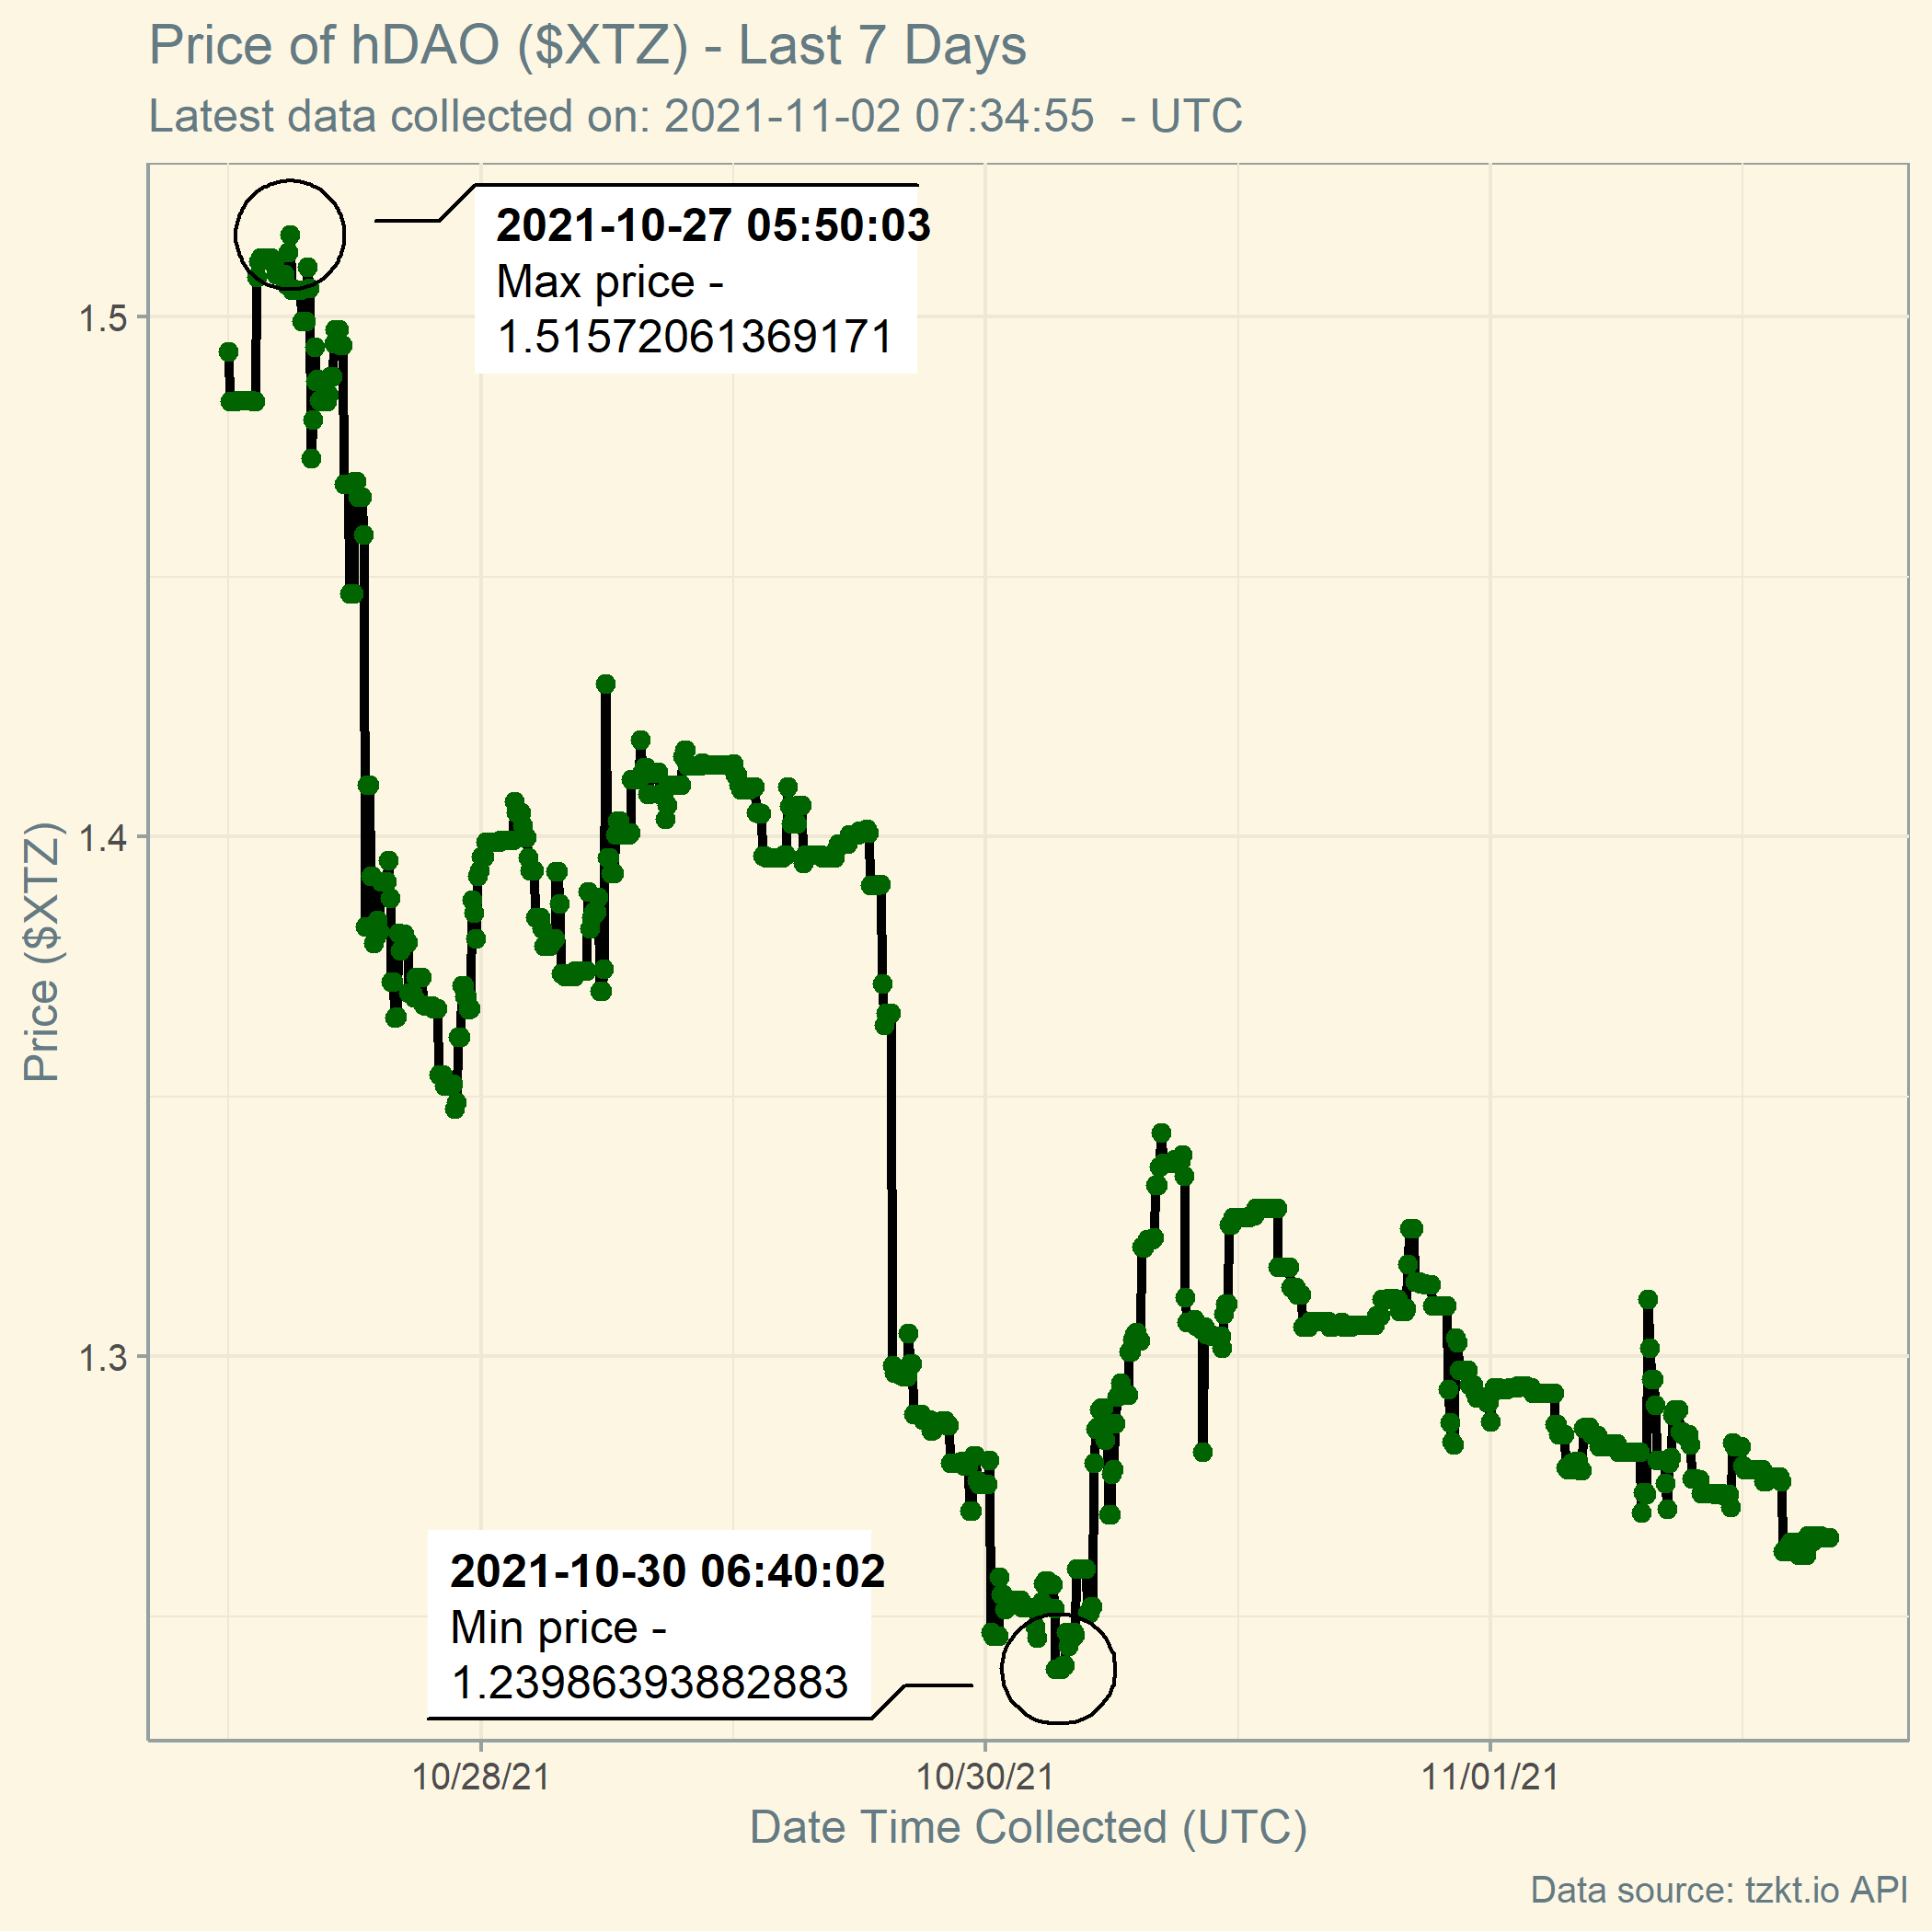 Price of hDAO ($XTZ) - Last 7 Days
Latest data collected on: 2021-11-02 07:34:55  - UTC
2021-10-27 05:50:03
Max price -
1.51572061369171
1.5
1.4
1.3
Price ($XTZ)
2021-10-30 06:40:02
Min price -
1.23986393882883
10/28/21
10/30/21
11/01/21
Date Time Collected (UTC)
Data source: tzkt.io API